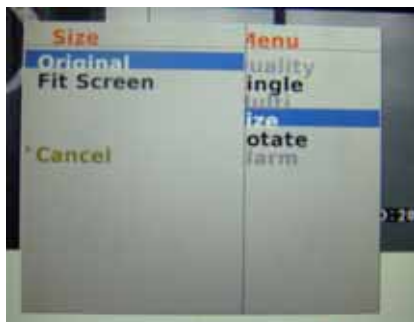 Size
Original
Fit Screen
Cancel
Menu
uality
ingle
ulti
ize
otate
larm